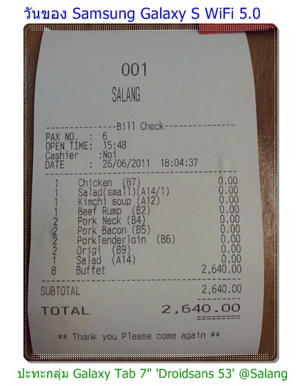 วันของ Samsung Galaxy S WiFi 5.0
001
SALANG
Bill Check
PAX NO. : 6
OPEN TIME: 15:48
Cashier :Noi
DATE : 26/06/2011 18:04:37
1 Chicken (B7) 0.00
1 Salad(small)(A14/1) 0.00
1 Kimchi soup (A12) 0.00
1 Beef Rump (B2) 0.00
2 Pork Neck (B4) 0.00
2 Pork Bacon (B5) 0.00
2 PorkTenderloin (B6) 0.00
2 Origi (B9) 0.00
1 Salad (A14) 0.00
8 Buffet 2,640.00
SUBTOTAL 2,640.00
TOTAL 2,640.00
** Thank you Please come again **
ปะทะกลุ่ม Galaxy Tab 7" 'Droidsans 53' @Salang